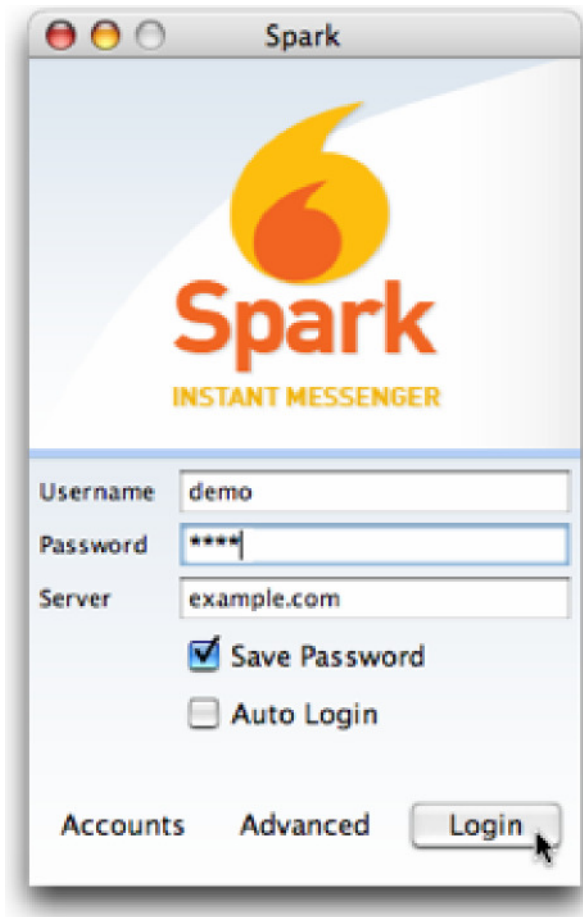 Spark
Spark
INSTANT MESSENGER
Username demo
Password ****
Server example.com
Save Password
Auto Login
Accounts Advanced Login